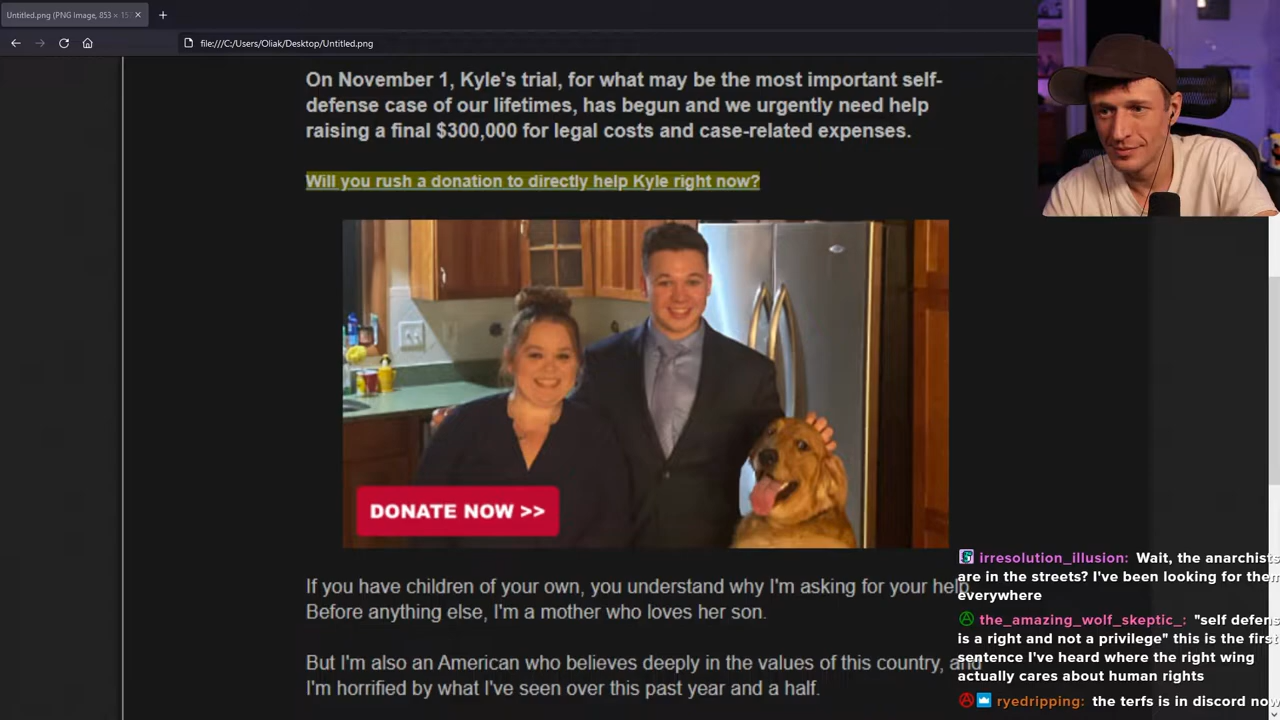 Untitled.png (PNG Image, 853 × 15
file:///C:/Users/Oliak/Desktop/Untitled.png
On November 1, Kyle's trial, for what may be the most important self-
defense case of our lifetimes, has begun and we urgently need help
raising a final $300,000 for legal costs and case-related expenses.
Will you rush a donation to directly help Kyle right now?
DONATE NOW >>
If you have children of your own, you understand why I'm asking for your help.
Before anything else, I'm a mother who loves her son.
But I'm also an American who believes deeply in the values of this country, and
I'm horrified by what I've seen over this past year and a half.
irresolution_illusion: Wait, the anarchists
are in the streets? I've been looking for them
everywhere
the_amazing_wolf_skeptic_: "self defens
is a right and not a privilege" this is the first
sentence I've heard where the right wing
actually cares about human rights
ryedripping: the terfs is in discord now